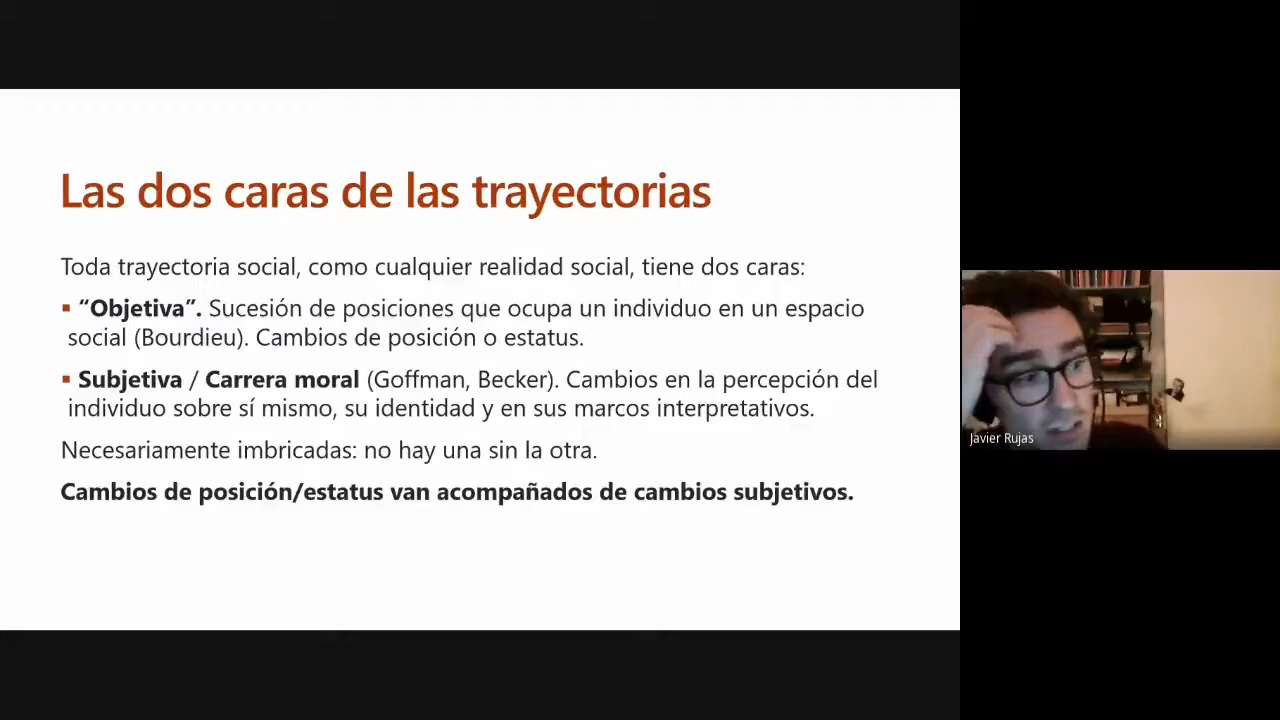 Las dos caras de las trayectorias
Toda trayectoria social, como cualquier realidad social, tiene dos caras:
▪ “Objetiva”. Sucesión de posiciones que ocupa un individuo en un espacio
social (Bourdieu). Cambios de posición o estatus.
▪ Subjetiva / Carrera moral (Goffman, Becker). Cambios en la percepción del
individuo sobre sí mismo, su identidad y en sus marcos interpretativos.
Necesariamente imbricadas: no hay una sin la otra.
Cambios de posición/estatus van acompañados de cambios subjetivos.
Javier Rujas